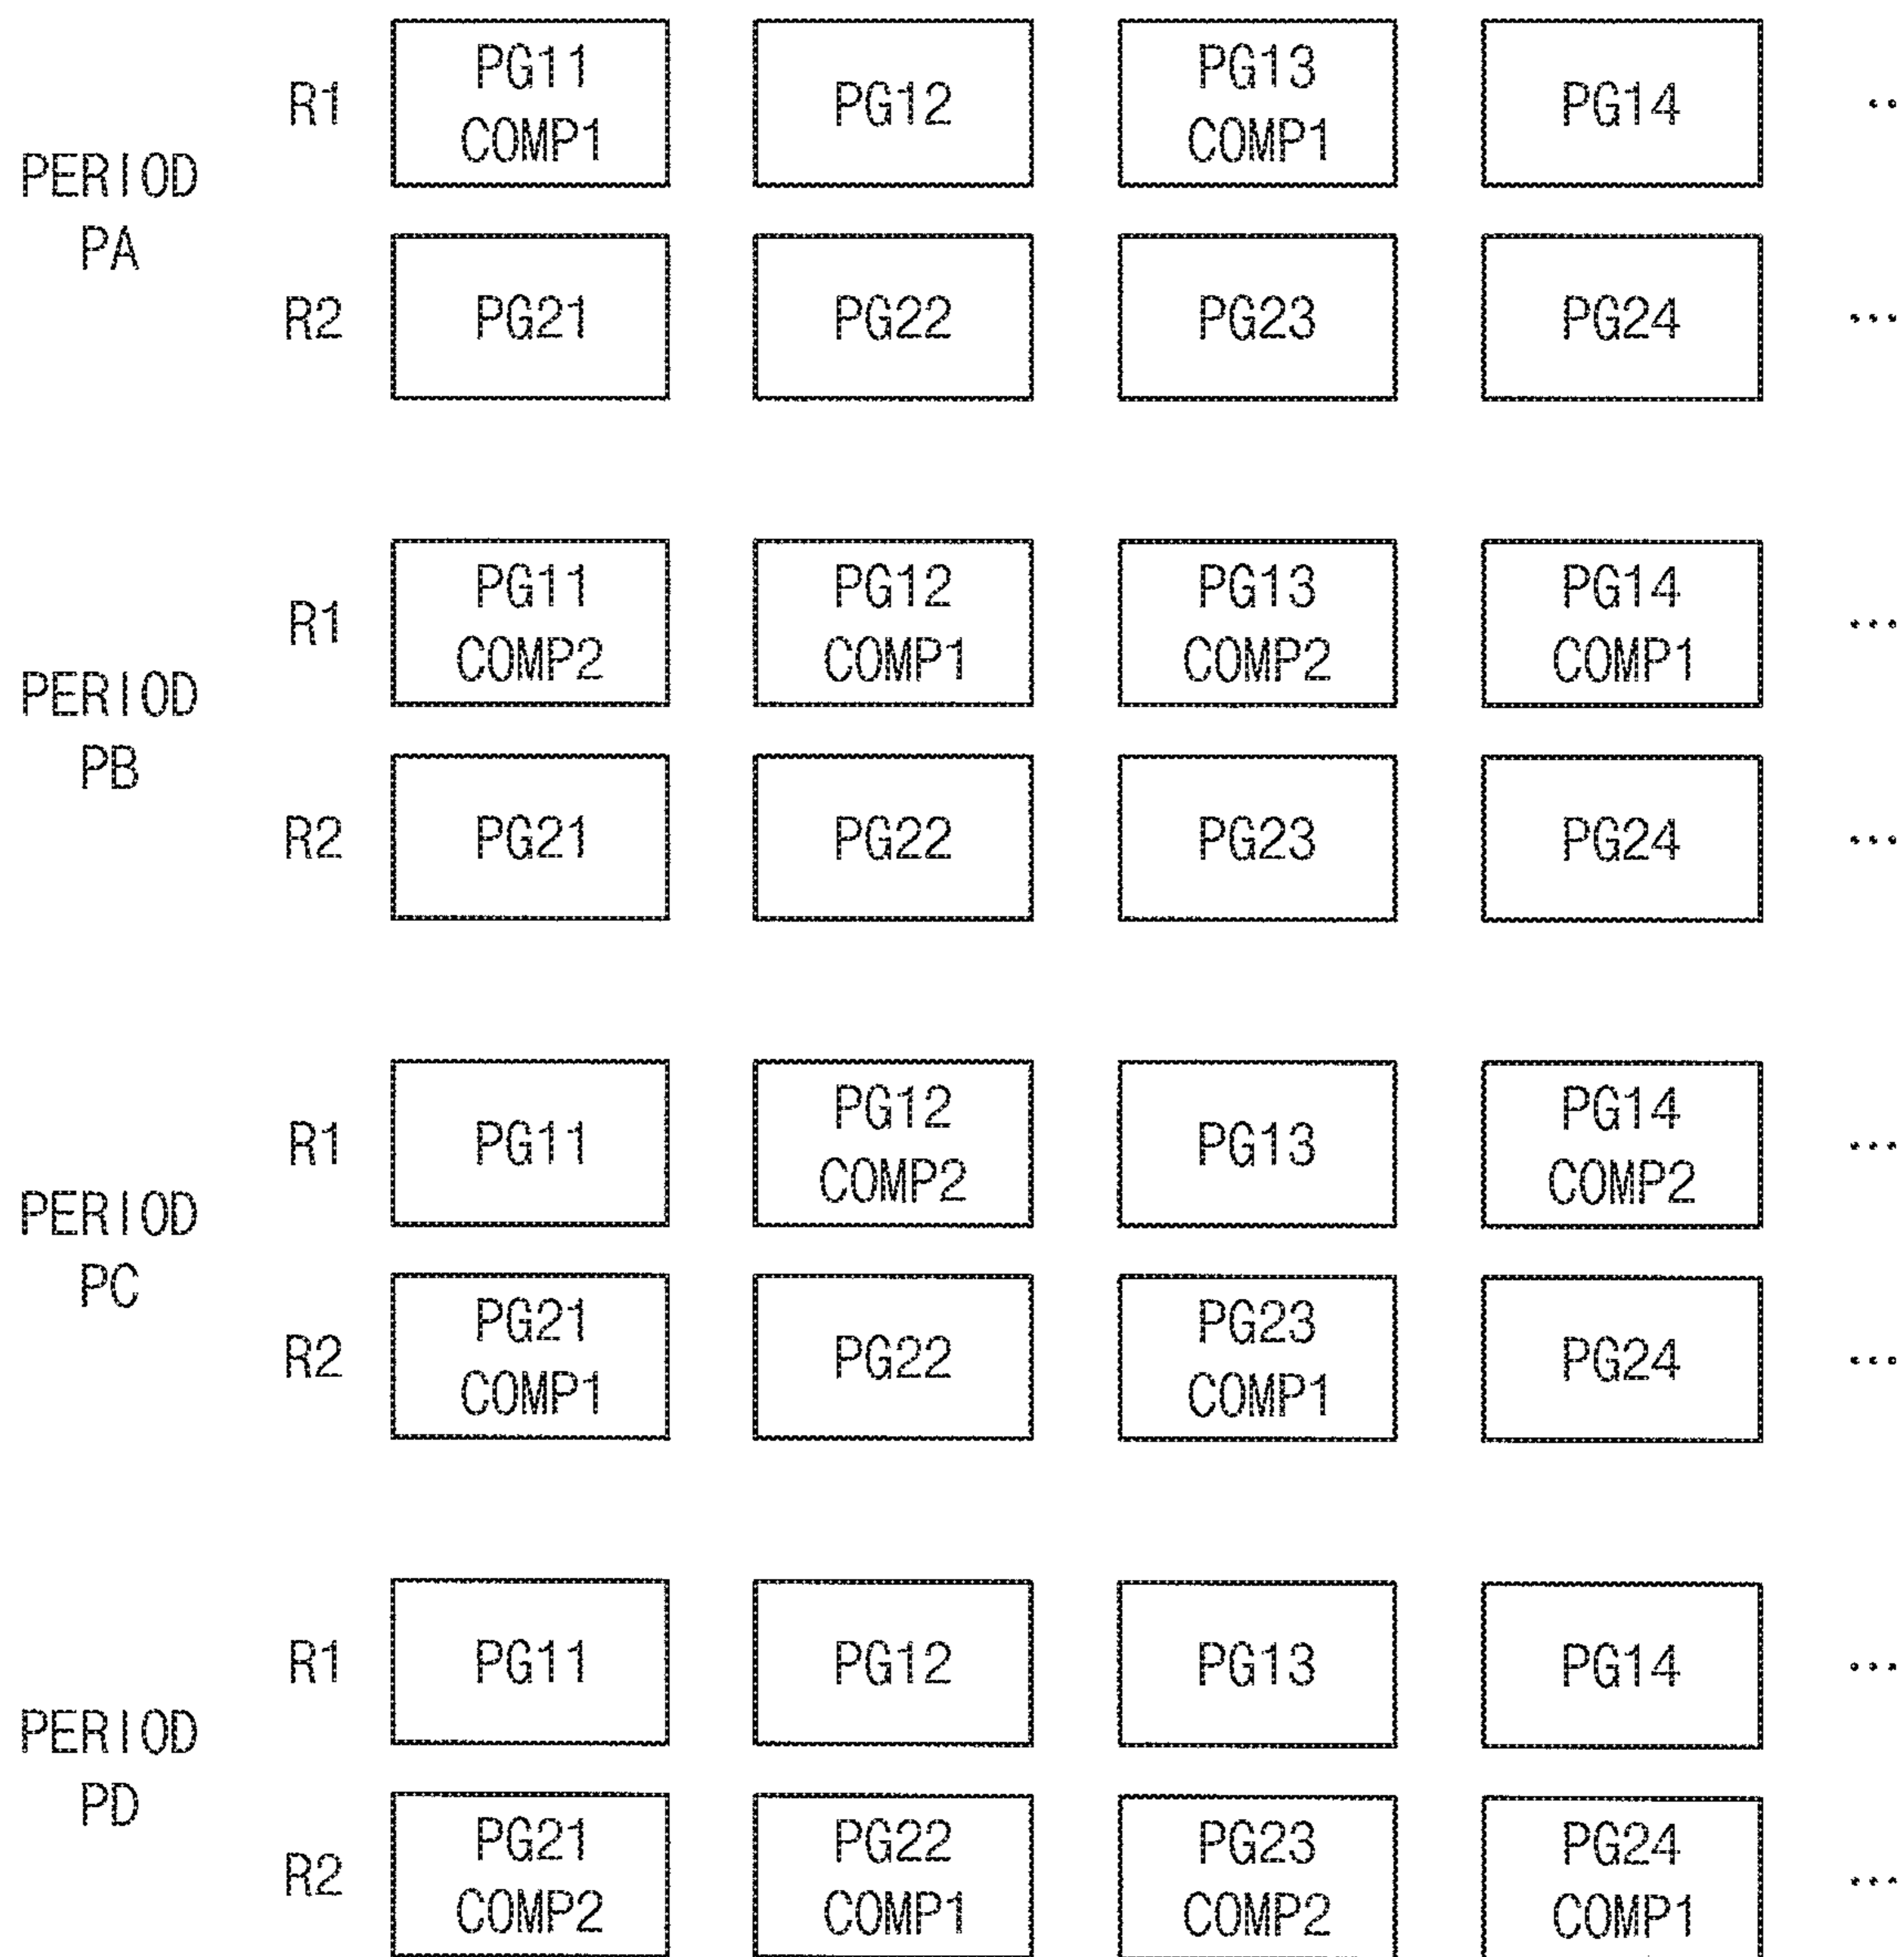 PERIOD
PA
R1
PG11
COMP1
PG12
PG13
COMP1
PG14
..
R2
PG21
PG22
PG23
PG24
...
PERIOD
PB
R1
PG11
COMP2
PG12
COMP1
PG13
COMP2
PG14
COMP1
...
R2
PG21
PG22
PG23
PG24
...
PERIOD
PC
R1
PG11
PG12
COMP2
PG13
PG14
COMP2
...
R2
PG21
COMP1
PG22
PG23
COMP1
PG24
...
PERIOD
PD
R1
PG11
PG12
PG13
PG14
...
R2
PG21
COMP2
PG22
COMP1
PG23
COMP2
PG24
COMP1
...